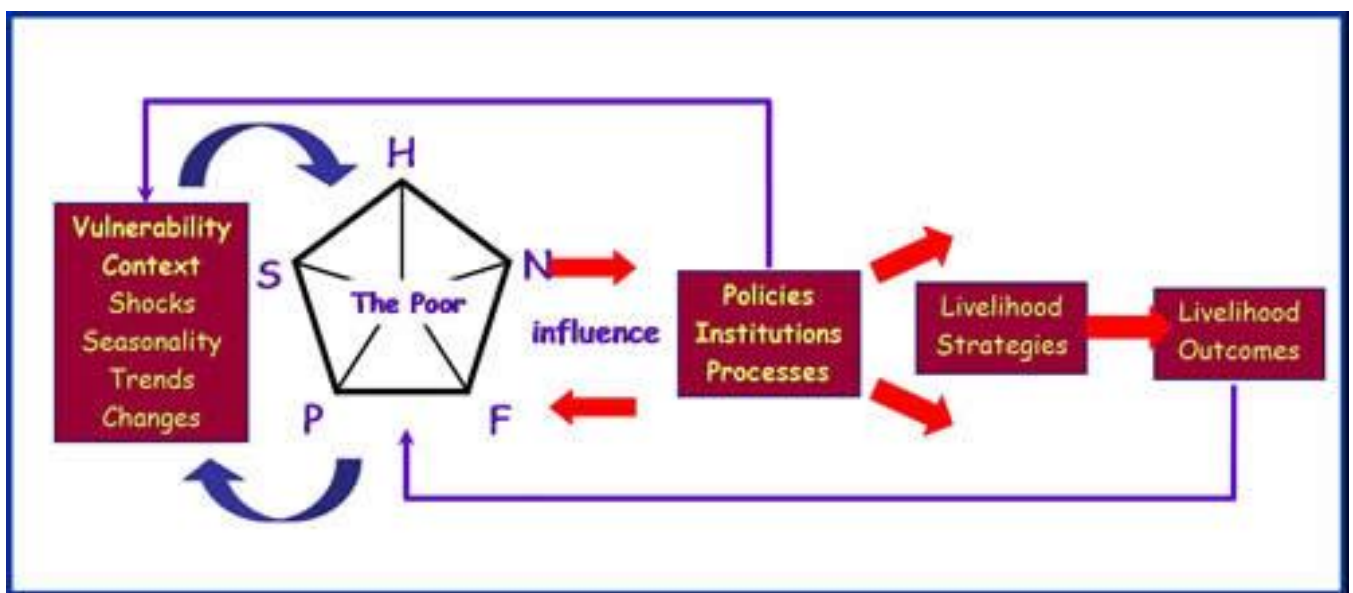 Vulnerability
Context
Shocks
Seasonality
Trends
Changes
H
S
N
The Poor
P
F
influence
Policies
Institutions
Processes
Livelihood
Strategies
Livelihood
Outcomes